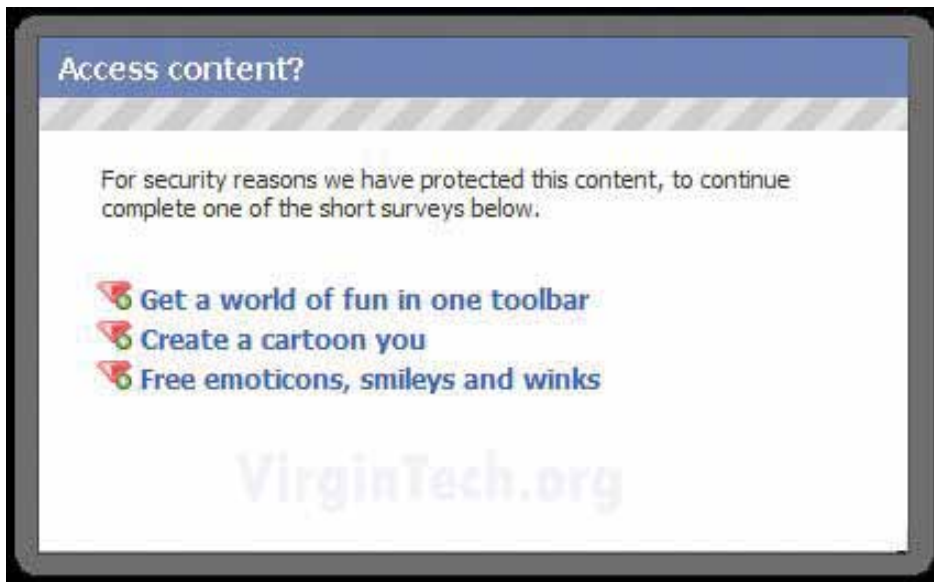 Access content?
For security reasons we have protected this content, to continue
complete one of the short surveys below.
Get a world of fun in one toolbar
Create a cartoon you
Free emoticons, smileys and winks
VirginTech.org